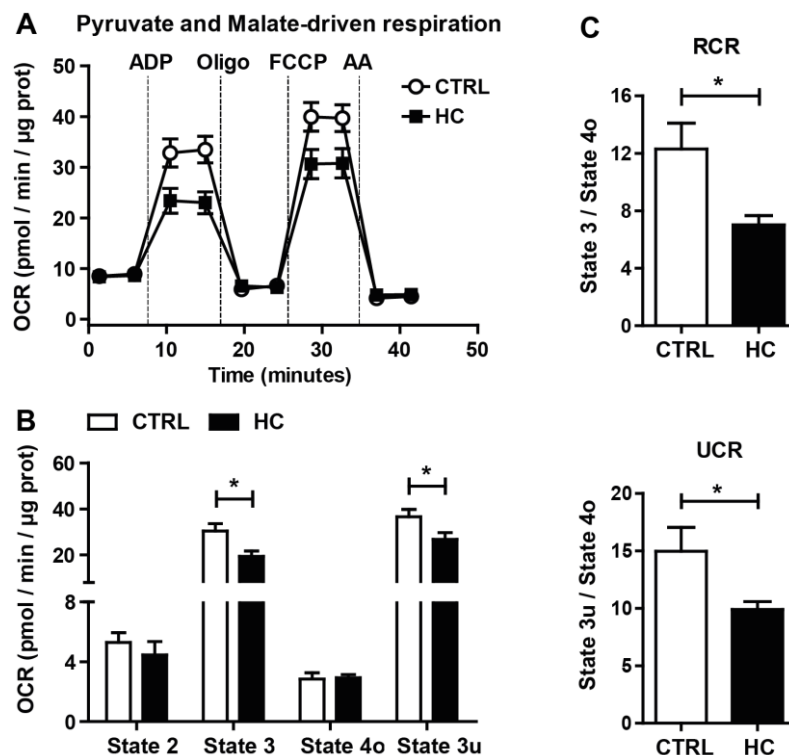 A Pyruvate and Malate-driven respiration
ADP Oligo FCCP AA
CTRL
HC
OCR (pmol / min / µg prot)
50
40
30
20
10
0
0 10 20 30 40 50
Time (minutes)
B CTRL HC
OCR (pmol / min / µg prot)
60
40
20
8
4
0
* *
State 2 State 3 State 4o State 3u
C
RCR
*
State 3 / State 4o
16
12
8
4
0
CTRL HC
UCR
*
State 3u / State 4o
20
15
10
5
0
CTRL HC